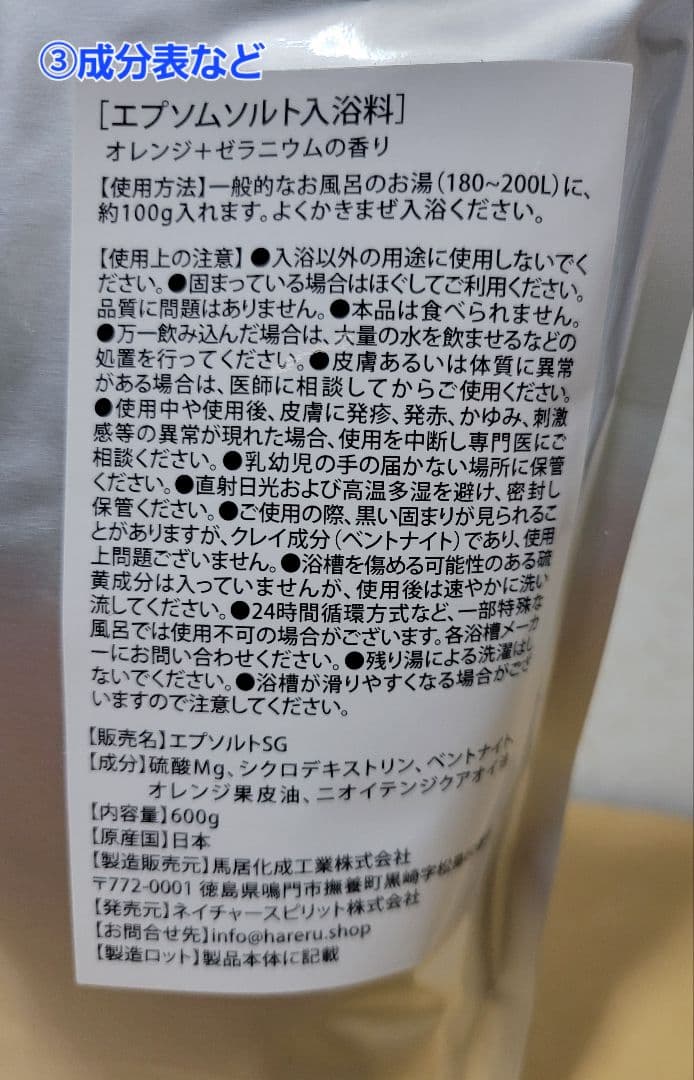 ③成分表など
[エプソムソルト入浴料]
オレンジ+ゼラニウムの香り
【使用方法】一般的なお風呂のお湯(180~200L)に、
約100g入れます。よくかきまぜ入浴ください。
【使用上の注意】●入浴以外の用途に使用しないでく
ださい。●固まっている場合はほぐしてご利用ください。
品質に問題はありません。●本品は食べられません。
●万一飲み込んだ場合は、大量の水を飲ませるなどの
処置を行ってください。●皮膚あるいは体質に異常
がある場合は、医師に相談してからご使用ください。
●使用中や使用後、皮膚に発疹、発赤、かゆみ、刺激
感等の異常が現れた場合、使用を中断し専門医にご
相談ください。●乳幼児の手の届かない場所に保管
ください。●直射日光および高温多湿を避け、密封し
保管ください。●ご使用の際、黒い固まりが見られるこ
とがありますが、クレイ成分(ベントナイト)であり、使用
上問題ございません。●浴槽を傷める可能性のある硫
黄成分は入っていませんが、使用後は速やかに洗い
流してください。●24時間循環方式など、一部特殊な
風呂では使用不可の場合がございます。各浴槽メーカ
ーにお問い合わせください。●残り湯による洗濯はし
ないでください。●浴槽が滑りやすくなる場合がござ
いますので注意してください。
【販売名】エプソルトSG
【成分】硫酸Mg、シクロデキストリン、ベントナイト、
オレンジ果皮油、ニオイテンジクアオイ油
【内容量】600g
【原産国】日本
【製造販売元】馬居化成工業株式会社
〒772-0001 徳島県鳴門市撫養町黒崎字松島
【発売元】ネイチャースピリット株式会社
【お問合せ先】info@hareru.shop
【製造ロット】製品本体に記載